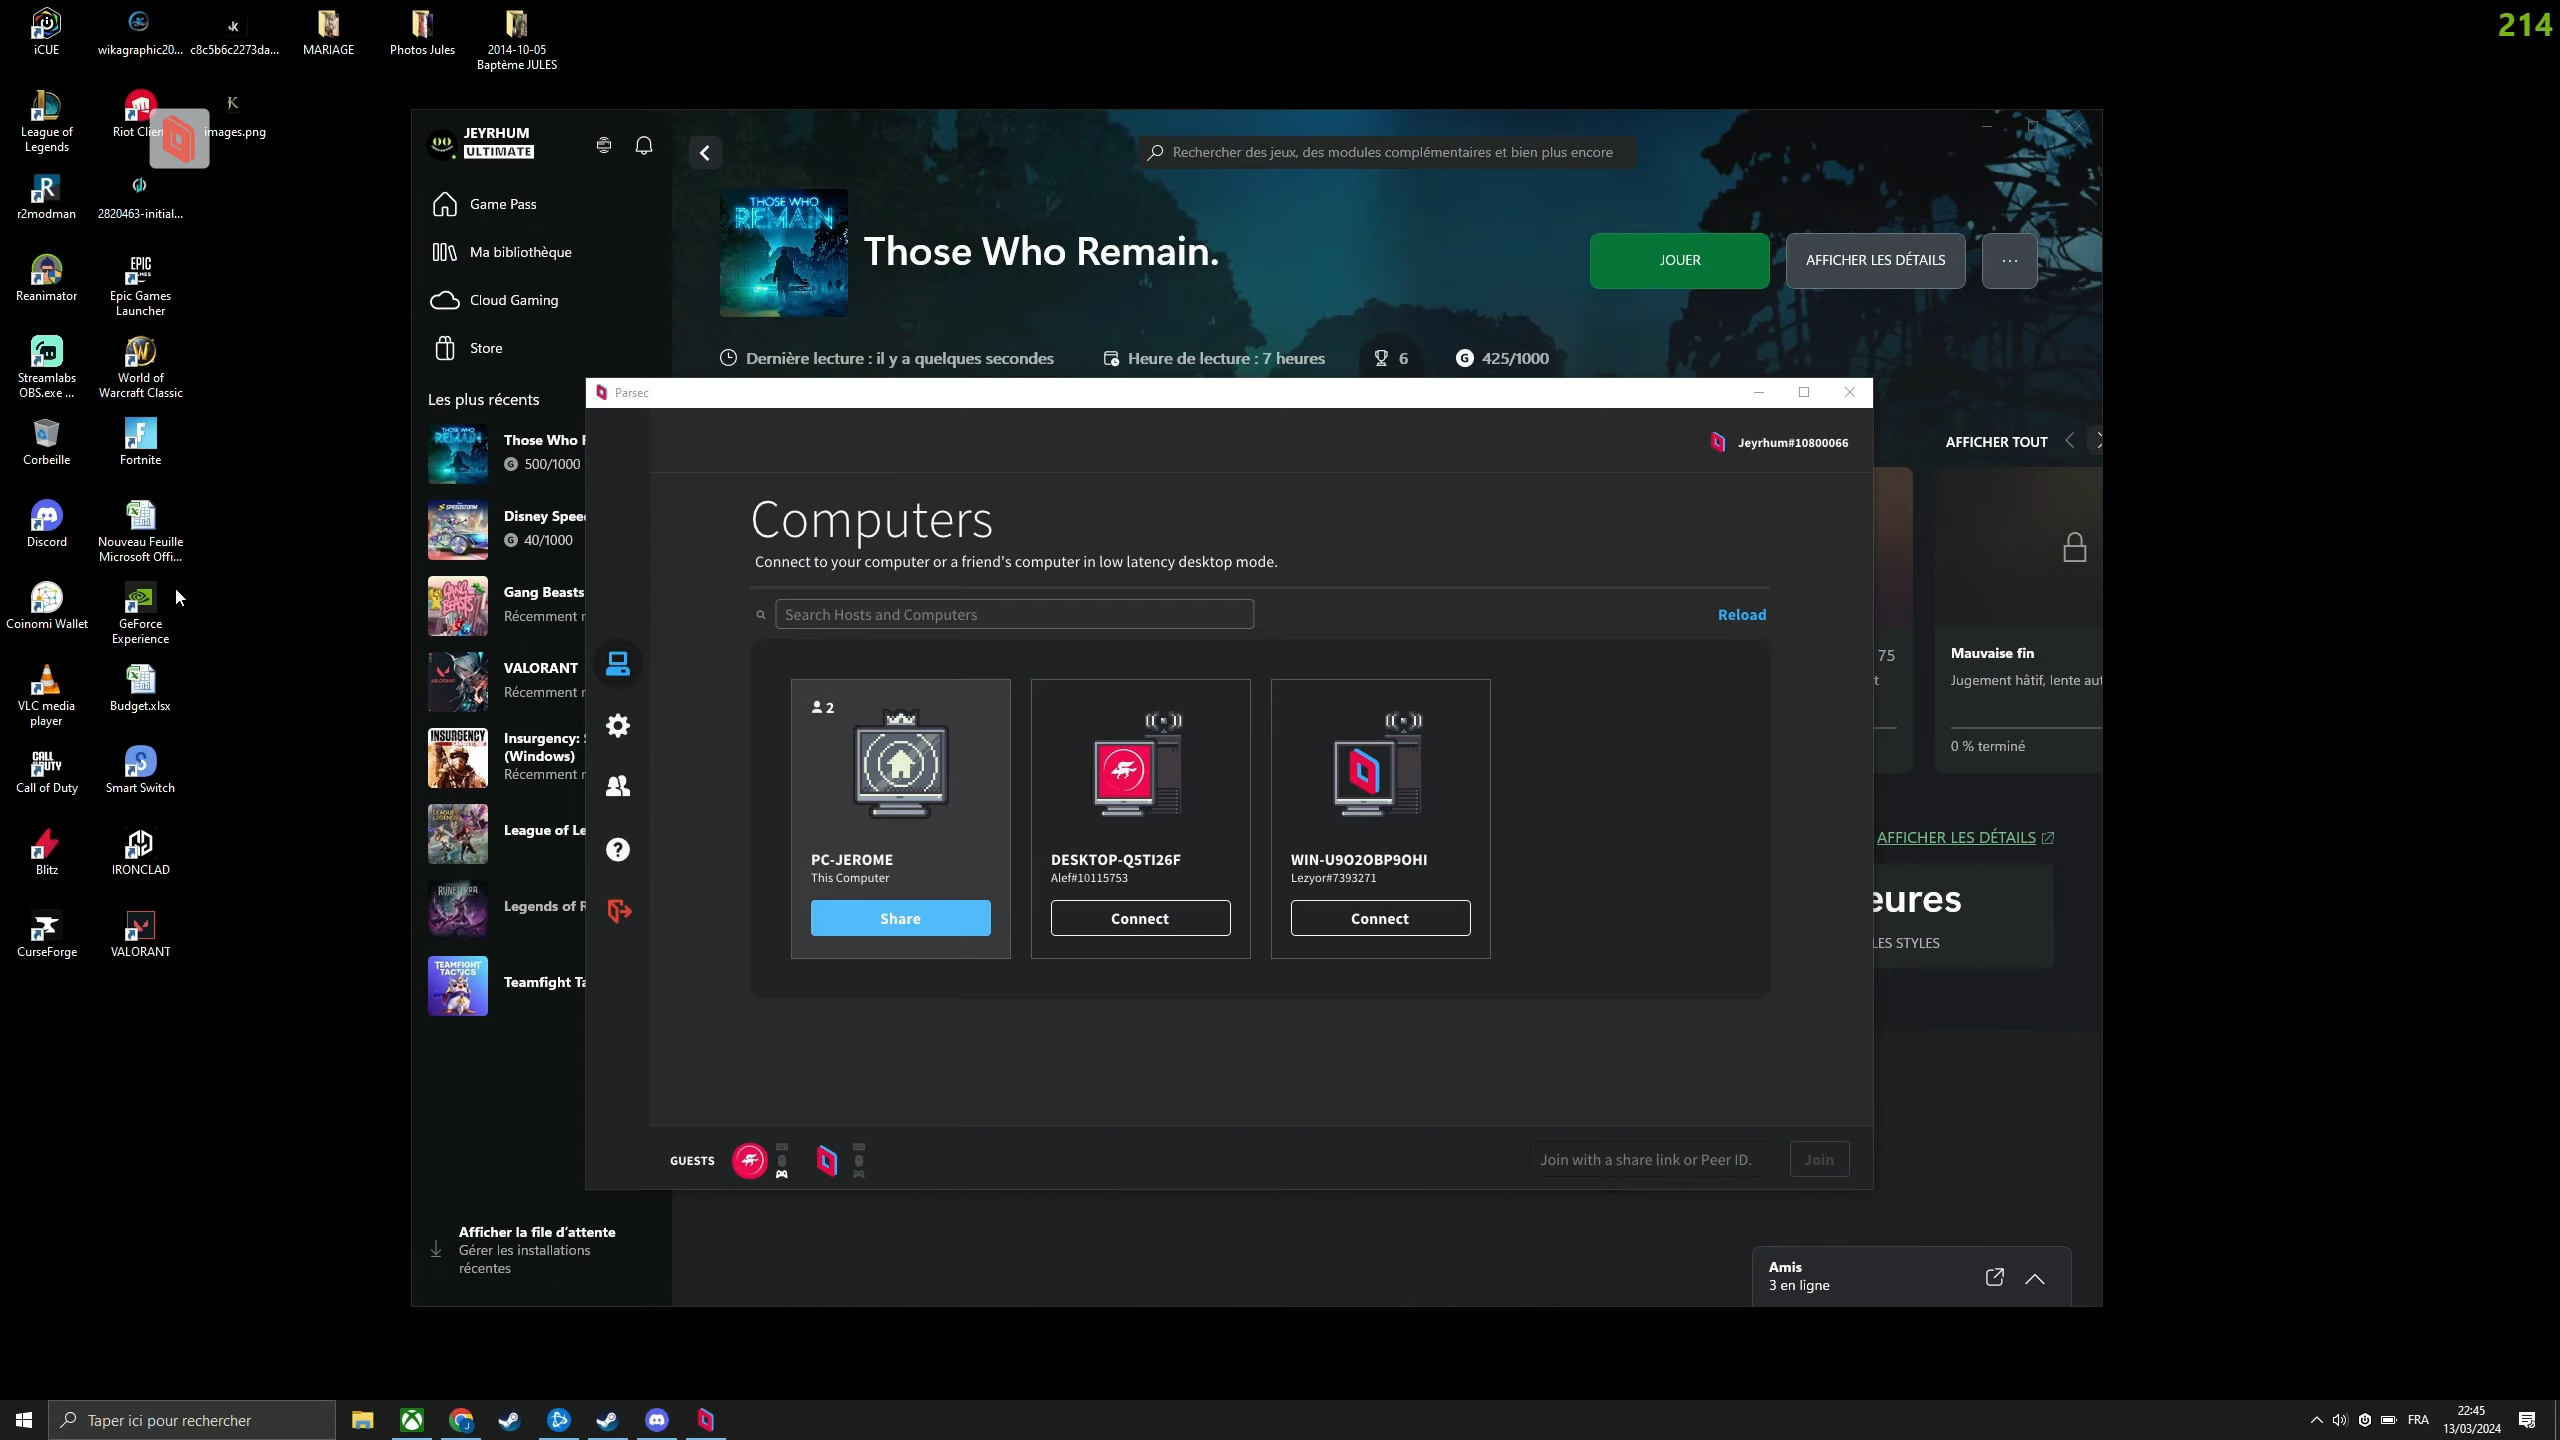 214
iCUE
wikagraphic20...
c8c5b6c2273da...
MARIAGE
Photos Jules
2014-10-05
Baptême JULES
League of
Legends
Riot Clien
images.png
r2modman
2820463-initial...
Reanimator
Epic Games
Launcher
Streamlabs
OBS.exe ...
World of
Warcraft Classic
Corbeille
Fortnite
Discord
Nouveau Feuille
Microsoft Offi...
Coinomi Wallet
GeForce
Experience
VLC media
player
Budget.xlsx
Call of Duty
Smart Switch
Blitz
IRONCLAD
CurseForge
VALORANT
JEYRHUM
ULTIMATE
Game Pass
Ma bibliothèque
Cloud Gaming
Store
Les plus récents
Those Who
500/1000
Disney Spee
40/1000
Gang Beasts
Récemment
VALORANT
Récemment
Insurgency:
(Windows)
Récemment
League of Le
Legends of R
Teamfight Ta
Afficher la file d'attente
Gérer les installations
récentes
Rechercher des jeux, des modules complémentaires et bien plus encore
THOSE WHO
REMAIN
Those Who Remain.
JOUER
AFFICHER LES DÉTAILS
...
Dernière lecture : il y a quelques secondes
Heure de lecture : 7 heures
6
425/1000
AFFICHER TOUT
75
Mauvaise fin
Jugement hâtif, lente aut
0 % terminé
AFFICHER LES DÉTAILS
eures
LES STYLES
Amis
3 en ligne
Parsec
Jeyrhum#10800066
Computers
Connect to your computer or a friend's computer in low latency desktop mode.
Search Hosts and Computers
Reload
2
PC-JEROME
This Computer
Share
DESKTOP-Q5TI26F
Alef#10115753
Connect
WIN-U9O2OBP9OHI
Lezyor#7393271
Connect
GUESTS
Join with a share link or Peer ID.
Join
Taper ici pour rechercher
FRA
22:45
13/03/2024